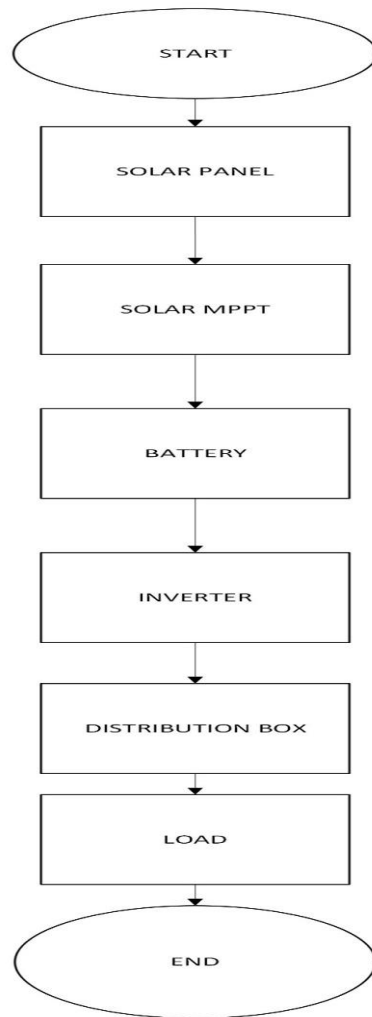 START
SOLAR PANEL
SOLAR MPPT
BATTERY
INVERTER
DISTRIBUTION BOX
LOAD
END